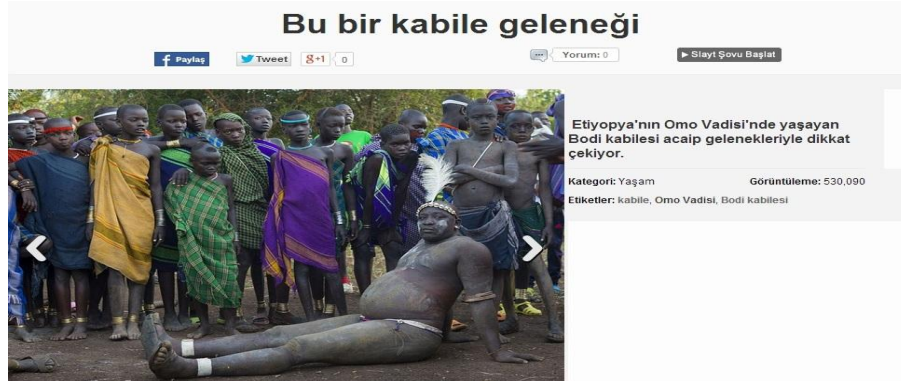 Bu bir kabile geleneği
Paylaş
Tweet
8+1 0
Yorum: 0
► Slayt Şovu Başlat
Etiyopya'nın Omo Vadisi'nde yaşayan
Bodi kabilesi acaip gelenekleriyle dikkat
çekiyor.
Kategori: Yaşam Görüntüleme: 530,090
Etiketler: kabile, Omo Vadisi, Bodi kabilesi